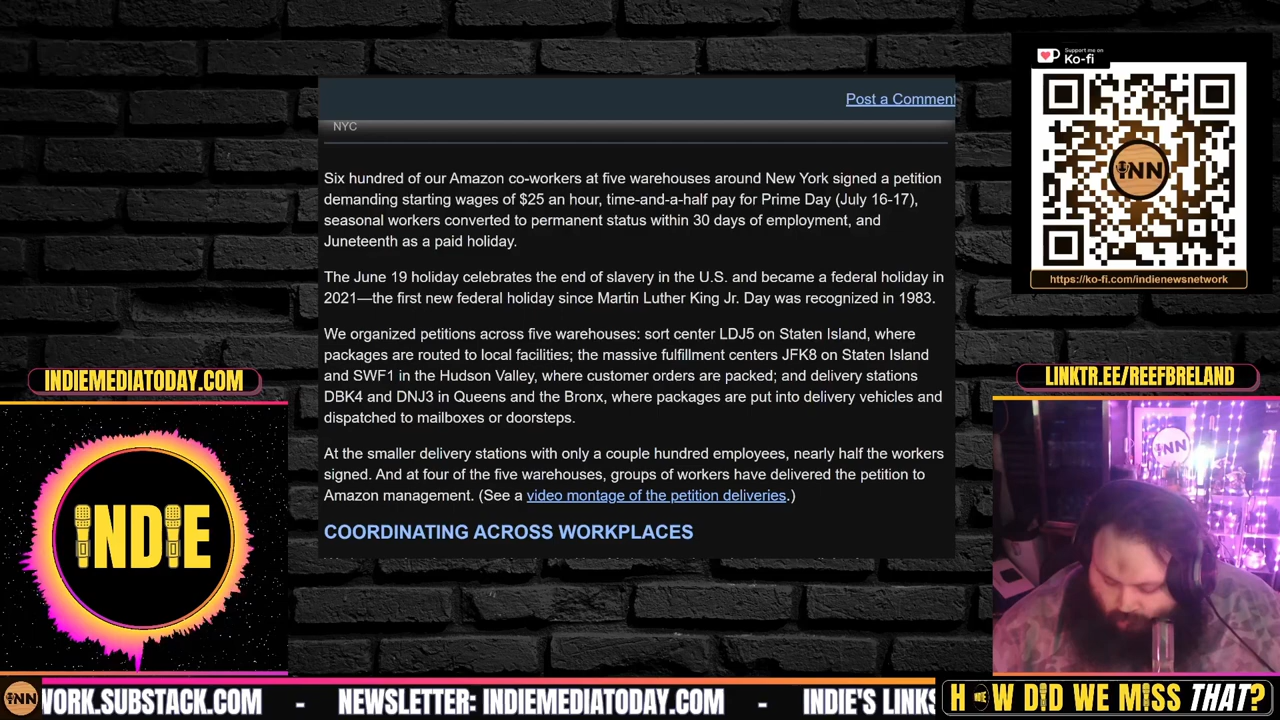 Support me on
Ko-fi
Post a Comment
NYC
Six hundred of our Amazon co-workers at five warehouses around New York signed a petition
demanding starting wages of $25 an hour, time-and-a-half pay for Prime Day (July 16-17),
seasonal workers converted to permanent status within 30 days of employment, and
Juneteenth as a paid holiday.
The June 19 holiday celebrates the end of slavery in the U.S. and became a federal holiday in
2021—the first new federal holiday since Martin Luther King Jr. Day was recognized in 1983.
We organized petitions across five warehouses: sort center LDJ5 on Staten Island, where
packages are routed to local facilities; the massive fulfillment centers JFK8 on Staten Island
and SWF1 in the Hudson Valley, where customer orders are packed; and delivery stations
DBK4 and DNJ3 in Queens and the Bronx, where packages are put into delivery vehicles and
dispatched to mailboxes or doorsteps.
At the smaller delivery stations with only a couple hundred employees, nearly half the workers
signed. And at four of the five warehouses, groups of workers have delivered the petition to
Amazon management. (See a video montage of the petition deliveries.)
COORDINATING ACROSS WORKPLACES
INN
https://ko-fi.com/indienewsnetwork
INDIEMEDIATODAY.COM
INDIE
LINKTR.EE/REEFBRELAND
INN
INN
WORK.SUBSTACK.COM - NEWSLETTER: INDIEMEDIATODAY.COM - INDIE'S LINKS
HOW DID WE MISS THAT?